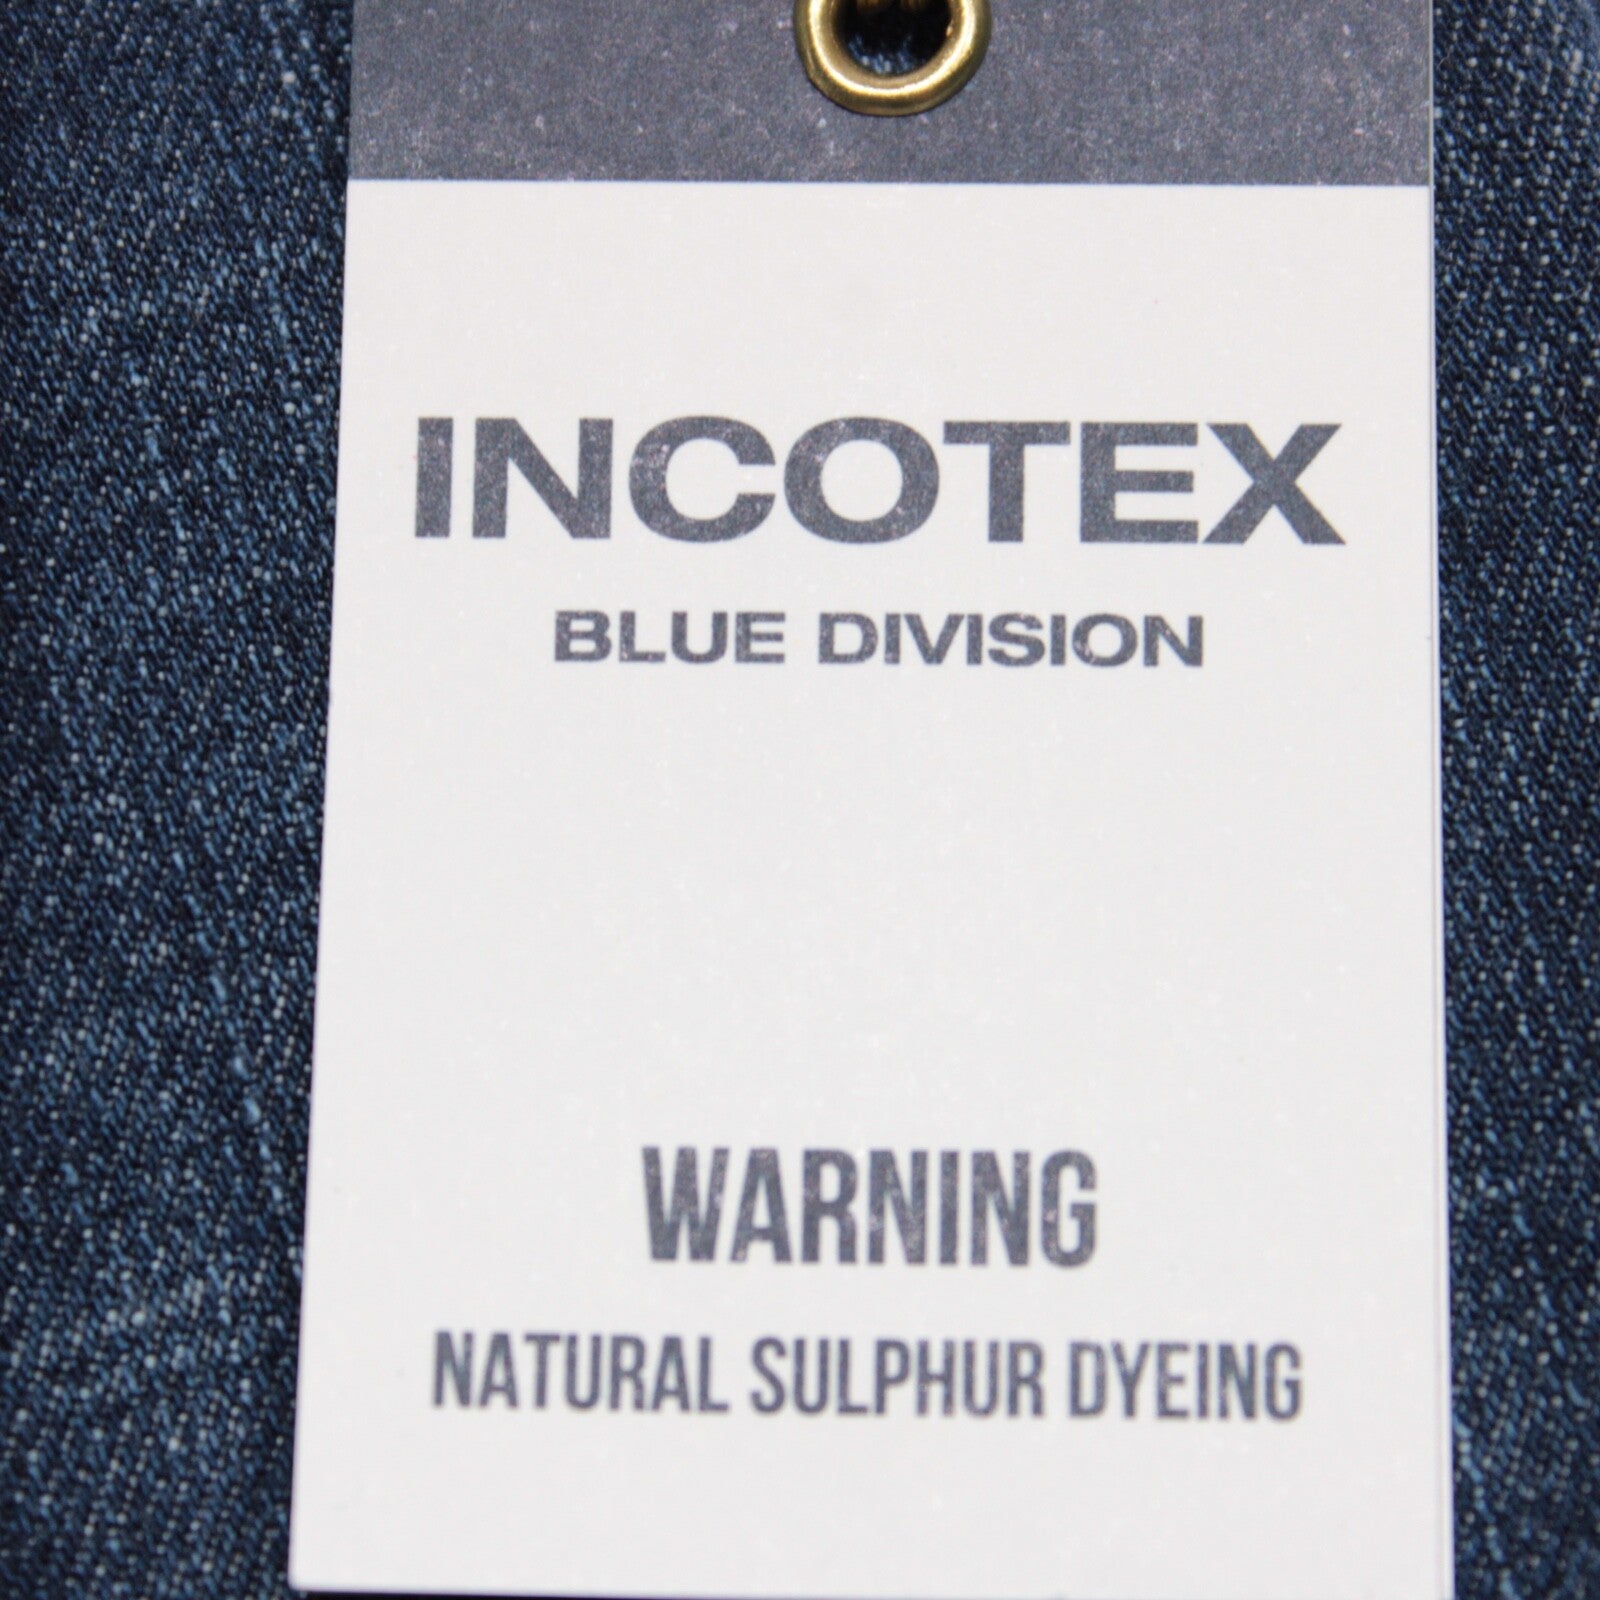 INCOTEX
BLUE DIVISION
WARNING
NATURAL SULPHUR DYEING